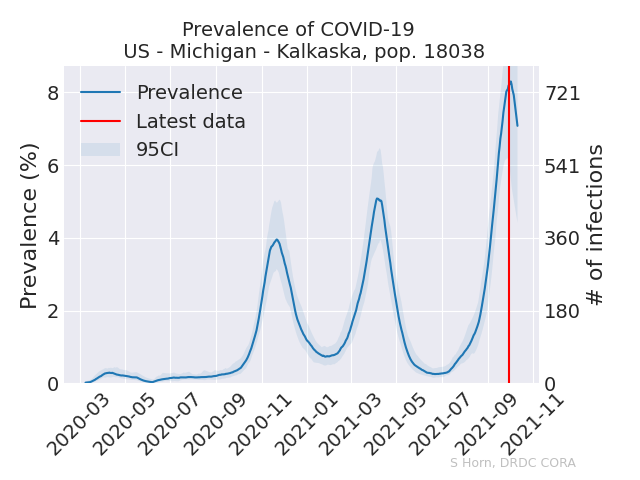 Prevalence of COVID-19
US - Michigan - Kalkaska, pop. 18038
Prevalence
Latest data
95CI
Prevalence (%)
8
6
4
2
0
721
541
360
180
0
# of infections
2020-03
2020-05
2020-07
2020-09
2020-11
2021-01
2021-03
2021-05
2021-07
2021-09
2021-11
S Horn, DRDC CORA